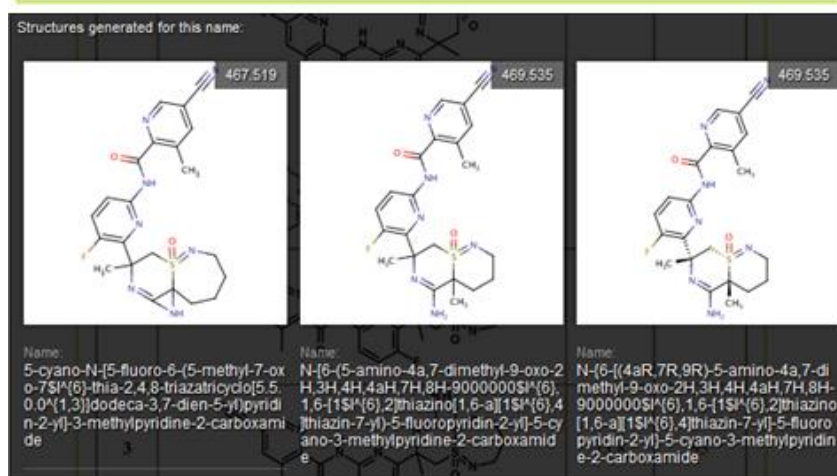 Structures generated for this name:
467.519
469.535
469.535
Name:
5-cyano-N-[5-fluoro-6-(5-methyl-7-ox
o-7$l^{6}-thia-2,4,8-triazatricyclo[5.5.
0.0^{1,3}]dodeca-3,7-dien-5-yl)pyridi
n-2-yl]-3-methylpyridine-2-carboxami
de
Name:
N-[6-(5-amino-4a,7-dimethyl-9-oxo-2
H,3H,4H,4aH,7H,8H-9000000$l^{6},
1,6-[1$l^{6},2]thiazino[1,6-a][1$l^{6},4
]thiazin-7-yl)-5-fluoropyridin-2-yl]-5-cy
ano-3-methylpyridine-2-carboxamid
e
Name:
N-{6-[(4aR,7R,9R)-5-amino-4a,7-di
methyl-9-oxo-2H,3H,4H,4aH,7H,8H-
9000000$l^{6},1,6-[1$l^{6},2]thiazino
[1,6-a][1$l^{6},4]thiazin-7-yl]-5-fluoro
pyridin-2-yl}-5-cyano-3-methylpyridin
e-2-carboxamide
N
N
O
CH₃
NH
N
F
H₃C
O
S
N
N
NH
N
N
O
CH₃
NH
N
F
H₃C
O
S
N
N
CH₃
NH₂
N
N
O
CH₃
NH
N
F
H₃C
O
S
N
N
CH₃
NH₂
3